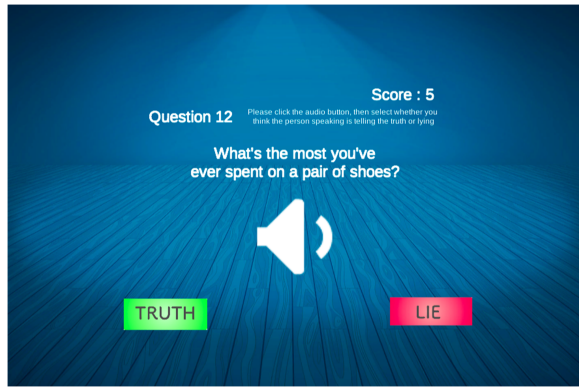 Score : 5
Question 12
Please click the audio button, then select whether you
think the person speaking is telling the truth or lying
What's the most you've
ever spent on a pair of shoes?
TRUTH
LIE